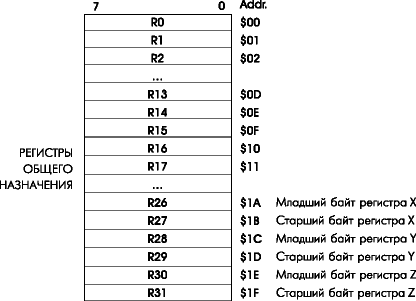 7 0 Addr.
R0 $00
R1 $01
R2 $02
...
R13 $0D
R14 $0E
R15 $0F
R16 $10
R17 $11
...
R26 $1A Младший байт регистра X
R27 $1B Старший байт регистра X
R28 $1C Младший байт регистра Y
R29 $1D Старший байт регистра Y
R30 $1E Младший байт регистра Z
R31 $1F Старший байт регистра Z
РЕГИСТРЫ
ОБЩЕГО
НАЗНАЧЕНИЯ